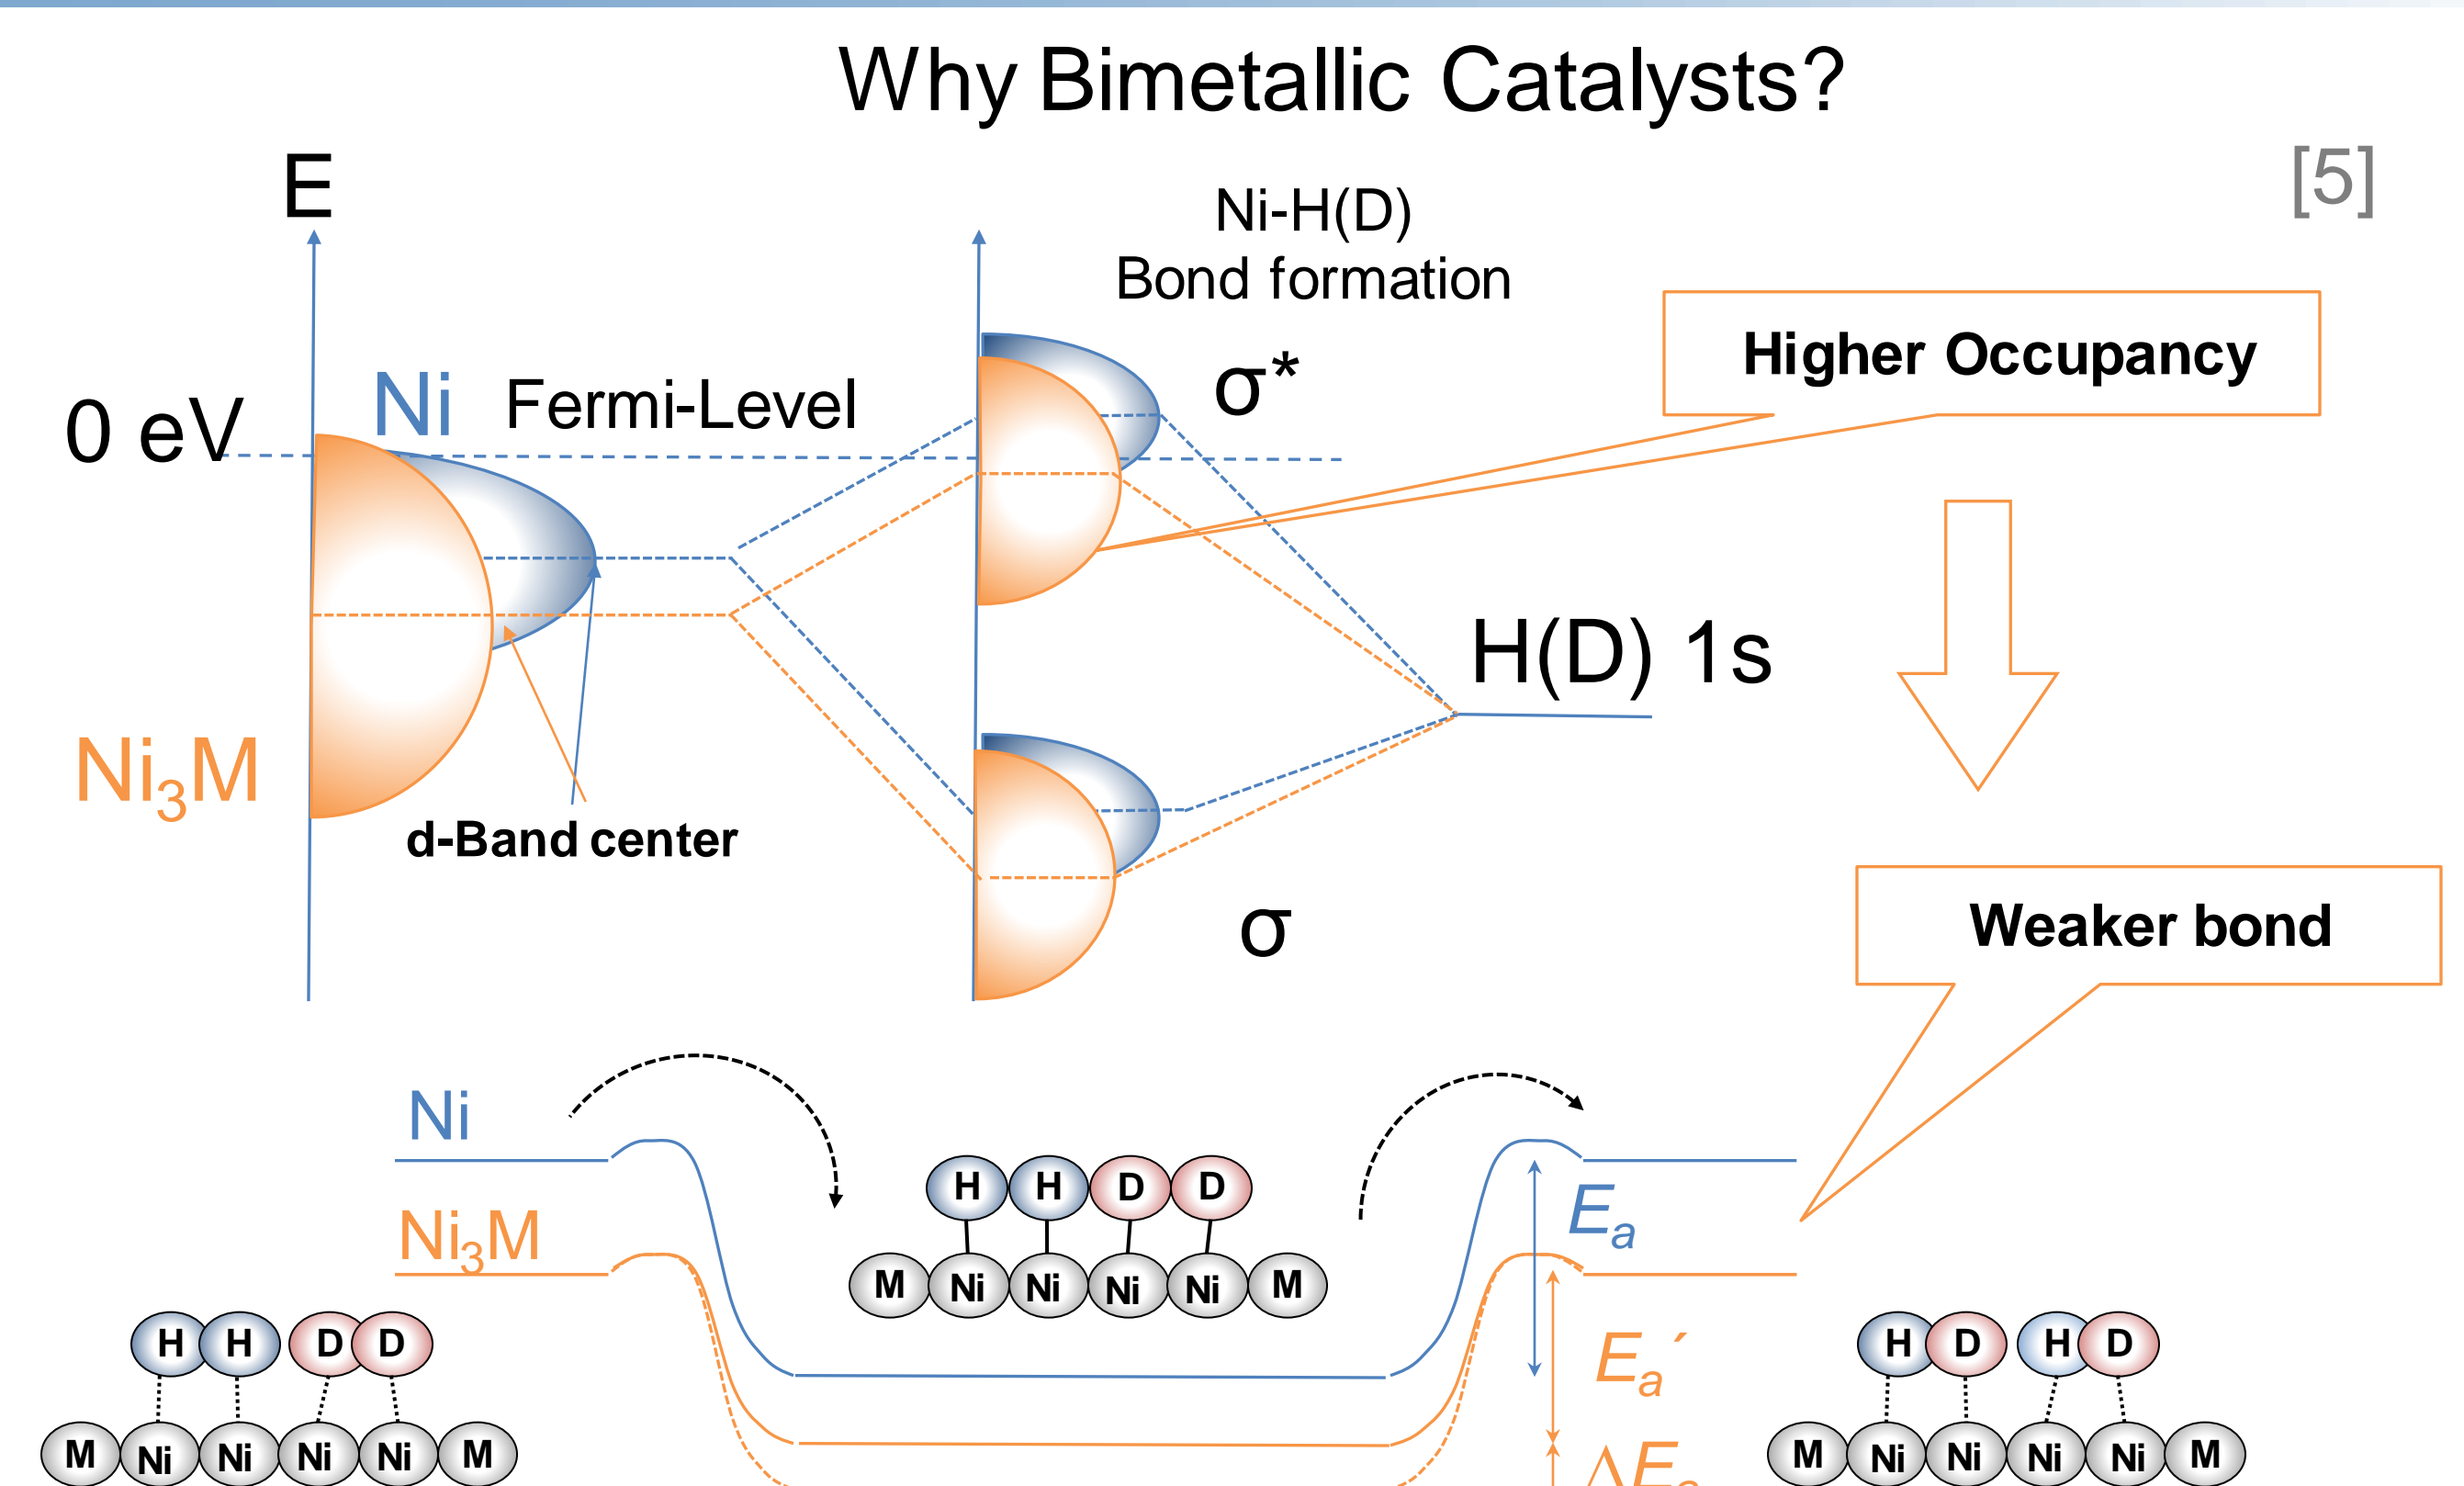 Why Bimetallic Catalysts?
E
[5]
Ni-H(D)
Bond formation
Higher Occupancy
σ*
0 eV
Ni
Fermi-Level
H(D) 1s
Ni₃M
d-Band center
σ
Weaker bond
Ni
Ni₃M
H H D D
M Ni Ni Ni Ni M
Eₐ
Eₐ´
H H D D
M Ni Ni Ni Ni M
H D H D
M Ni Ni Ni Ni M
ΔEₐ